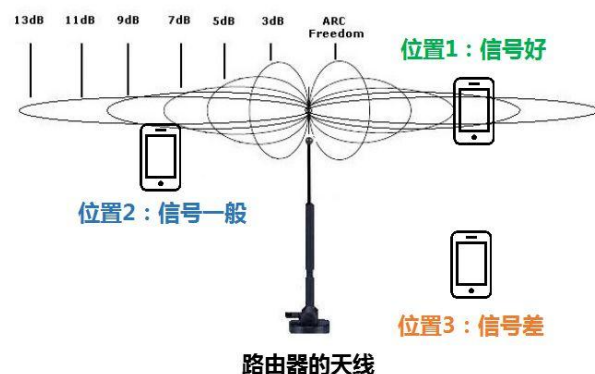 13dB 11dB 9dB 7dB 5dB 3dB ARC
Freedom
位置1：信号好
位置2：信号一般
位置3：信号差
路由器的天线